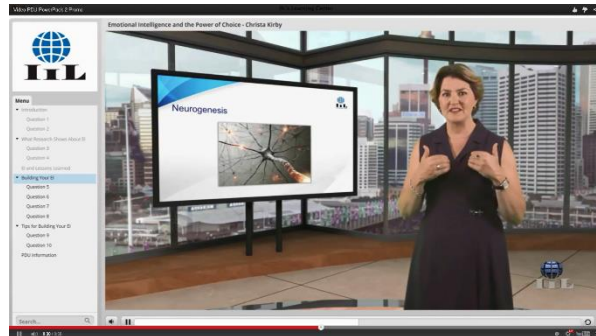 Video PDU PowerPack 2 Promo
Emotional Intelligence and the Power of Choice - Christa Kirby
IIL
Menu
Introduction
Question 1
Question 2
What Research Shows About EI
Question 3
Question 4
EI and Lessons Learned
Building Your EI
Question 5
Question 6
Question 7
Question 8
Tips for Building Your EI
Question 9
Question 10
PDU Information
Search...
Neurogenesis
IIL
IIL